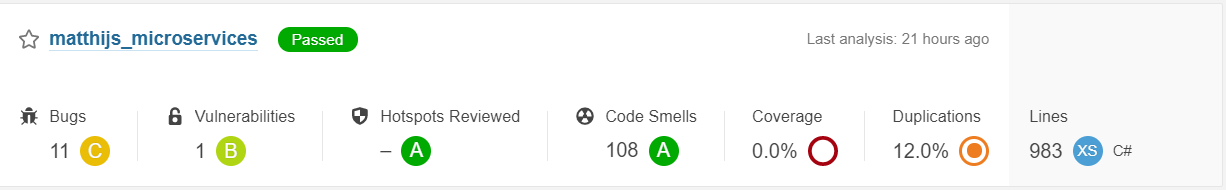 matthijs_microservices Passed Last analysis: 21 hours ago
Bugs Vulnerabilities Hotspots Reviewed Code Smells Coverage Duplications Lines
11 C 1 B – A 108 A 0.0% 12.0% 983 XS C#